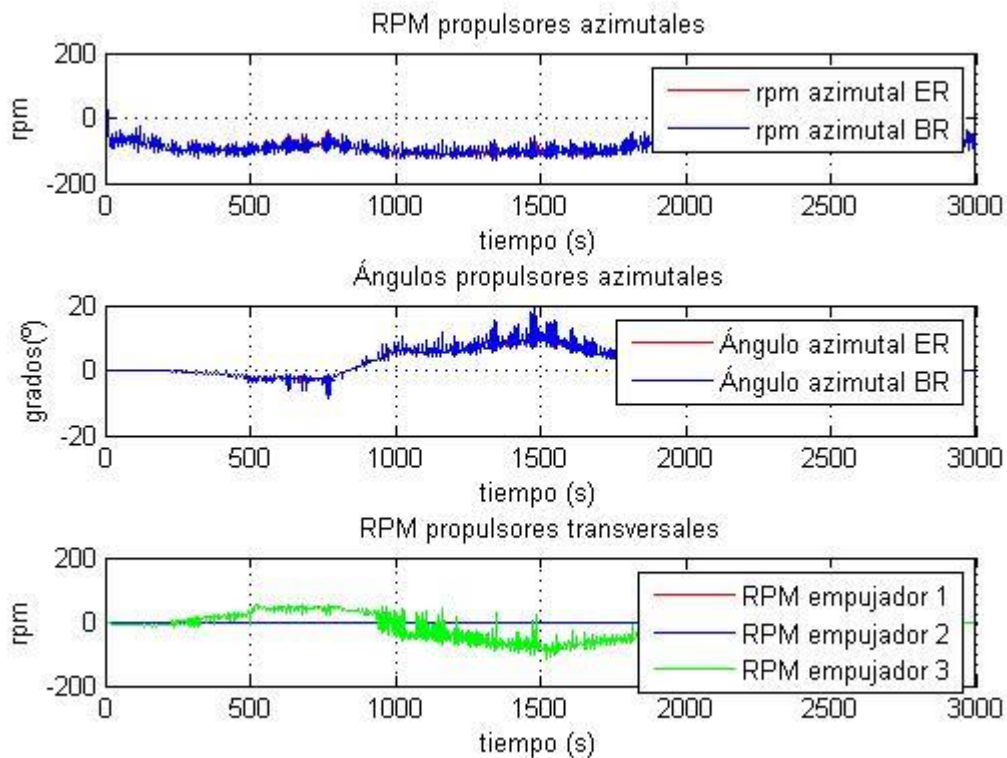 RPM propulsores azimutales
200
0
-100
-200
rpm
rpm azimutal ER
rpm azimutal BR
0 500 1000 1500 2000 2500 3000
tiempo (s)
Ángulos propulsores azimutales
20
0
-20
grados(º)
Ángulo azimutal ER
Ángulo azimutal BR
0 500 1000 1500 2000 2500 3000
tiempo (s)
RPM propulsores transversales
200
0
-200
rpm
RPM empujador 1
RPM empujador 2
RPM empujador 3
0 500 1000 1500 2000 2500 3000
tiempo (s)